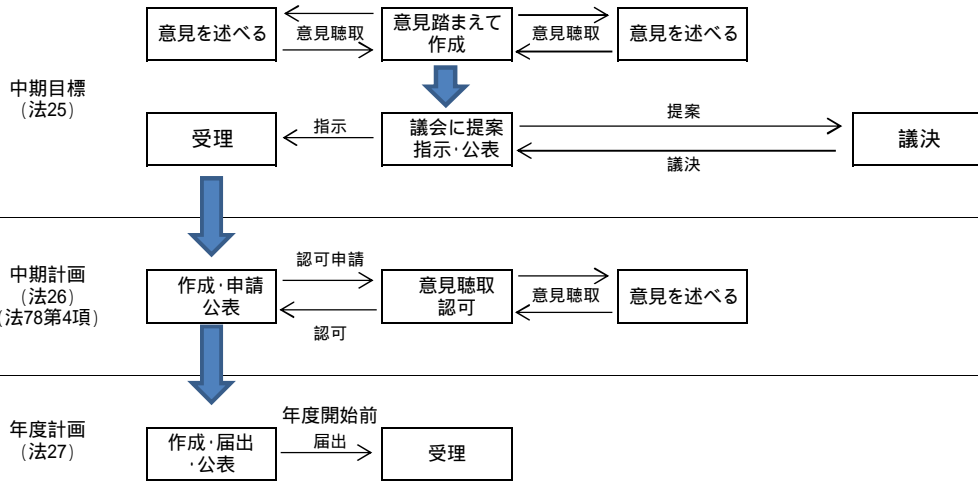 意見を述べる
意見聴取
意見踏まえて
作成
意見聴取
意見を述べる
中期目標
(法25)
受理
指示
議会に提案
指示・公表
提案
議決
議決
中期計画
(法26)
(法78第4項)
作成・申請
公表
認可申請
認可
意見聴取
認可
意見聴取
意見を述べる
年度計画
(法27)
作成・届出
・公表
年度開始前
届出
受理